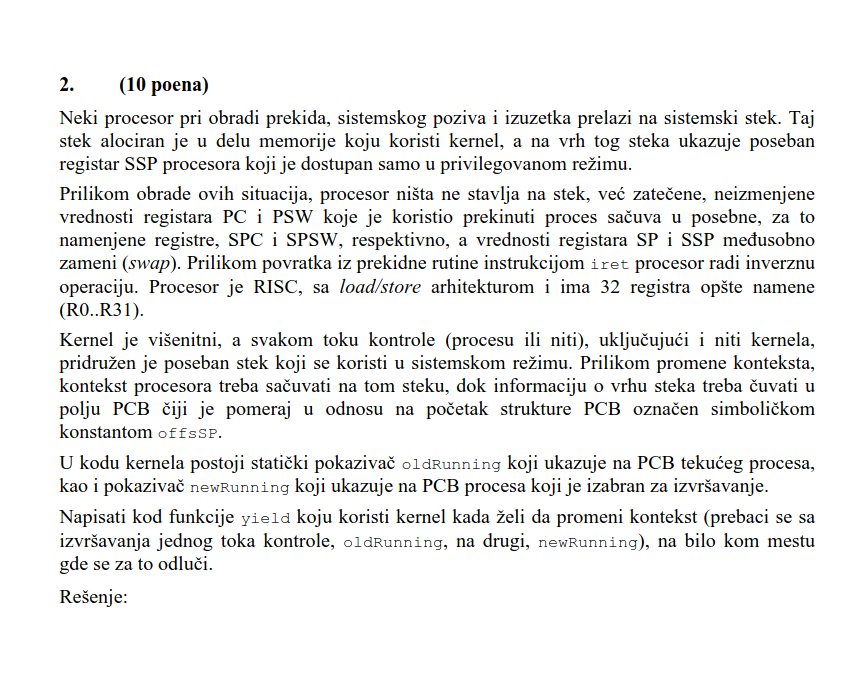 2. (10 poena)
Neki procesor pri obradi prekida, sistemskog poziva i izuzetka prelazi na sistemski stek. Taj
stek alociran je u delu memorije koju koristi kernel, a na vrh tog steka ukazuje poseban
registar SSP procesora koji je dostupan samo u privilegovanom režimu.
Prilikom obrade ovih situacija, procesor ništa ne stavlja na stek, već zatečene, neizmenjene
vrednosti registara PC i PSW koje je koristio prekinuti proces sačuva u posebne, za to
namenjene registre, SPC i SPSW, respektivno, a vrednosti registara SP i SSP međusobno
zameni (swap). Prilikom povratka iz prekidne rutine instrukcijom iret procesor radi inverznu
operaciju. Procesor je RISC, sa load/store arhitekturom i ima 32 registra opšte namene
(R0..R31).
Kernel je višenitni, a svakom toku kontrole (procesu ili niti), uključujući i niti kernela,
pridružen je poseban stek koji se koristi u sistemskom režimu. Prilikom promene konteksta,
kontekst procesora treba sačuvati na tom steku, dok informaciju o vrhu steka treba čuvati u
polju PCB čiji je pomeraj u odnosu na početak strukture PCB označen simboličkom
konstantom offsSP.
U kodu kernela postoji statički pokazivač oldRunning koji ukazuje na PCB tekućeg procesa,
kao i pokazivač newRunning koji ukazuje na PCB procesa koji je izabran za izvršavanje.
Napisati kod funkcije yield koju koristi kernel kada želi da promeni kontekst (prebaci se sa
izvršavanja jednog toka kontrole, oldRunning, na drugi, newRunning), na bilo kom mestu
gde se za to odluči.
Rešenje: